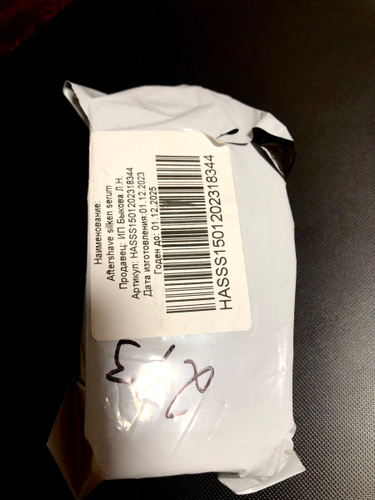 Наименование:
Aftershave silken serum
Продавец: ИП Быкова Л.Н.
Артикул: HASSS1501202318344
Дата изготовления:01.12.2023
Годен до: 01.12.2025
HASSS1501202318344